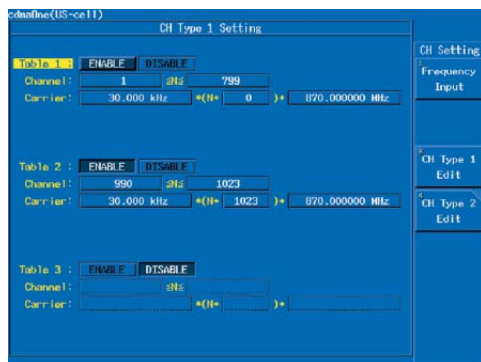 cdmaOne(US-cell)
CH Type 1 Setting
Table 1 : ENABLE DISABLE
Channel: 1 ≦N≦ 799
Carrier: 30.000 kHz *(N+ 0 )+ 870.000000 MHz
Table 2 : ENABLE DISABLE
Channel: 990 ≦N≦ 1023
Carrier: 30.000 kHz *(N- 1023 )+ 870.000000 MHz
Table 3 : ENABLE DISABLE
Channel: ≦N≦
Carrier: *(N+ )+
CH Setting
Frequency
Input
CH Type 1
Edit
CH Type 2
Edit